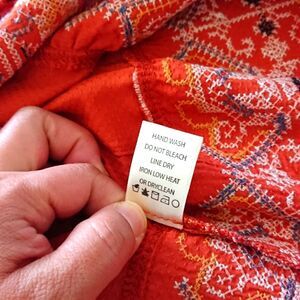 HAND WASH
DO NOT BLEACH
LINE DRY
IRON LOW HEAT
OR DRYCLEAN